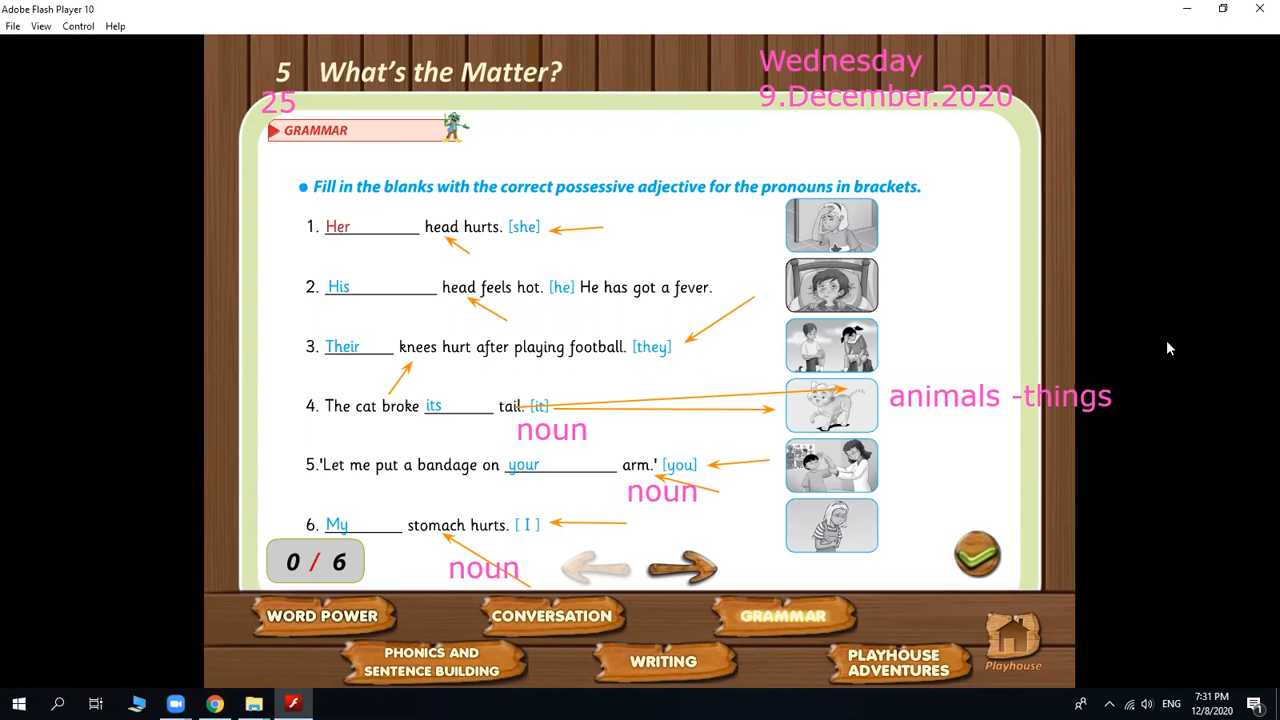 Adobe Flash Player 10
File View Control Help
5 What's the Matter?
Wednesday
9.December.2020
25
GRAMMAR
• Fill in the blanks with the correct possessive adjective for the pronouns in brackets.
1. Her head hurts. [she]
2. His head feels hot. [he] He has got a fever.
3. Their knees hurt after playing football. [they]
4. The cat broke its tail. [it]
animals -things
noun
5.'Let me put a bandage on your arm.' [you]
noun
6. My stomach hurts. [ I ]
noun
0 / 6
WORD POWER
CONVERSATION
GRAMMAR
PHONICS AND
SENTENCE BUILDING
WRITING
PLAYHOUSE
ADVENTURES
Playhouse
ENG
7:31 PM
12/8/2020
1